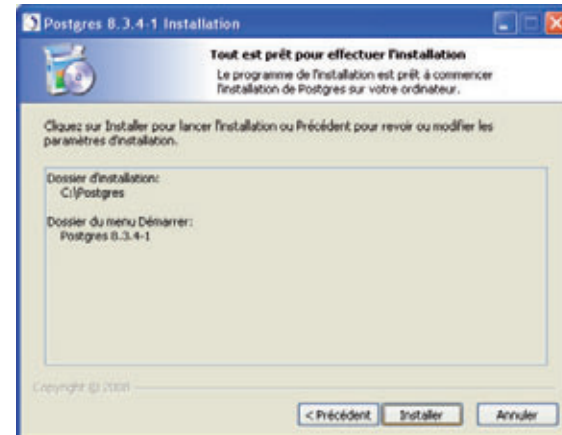 Postgres 8.3.4-1 Installation
Tout est prêt pour effectuer l'installation
Le programme de l'installation est prêt à commencer
l'installation de Postgres sur votre ordinateur.
Cliquez sur Installer pour lancer l'installation ou Précédent pour revoir ou modifier les
paramètres d'installation.
Dossier d'installation:
C:\Postgres
Dossier du menu Démarrer:
Postgres 8.3.4-1
Copyright © 2008
< Précédent
Installer
Annuler